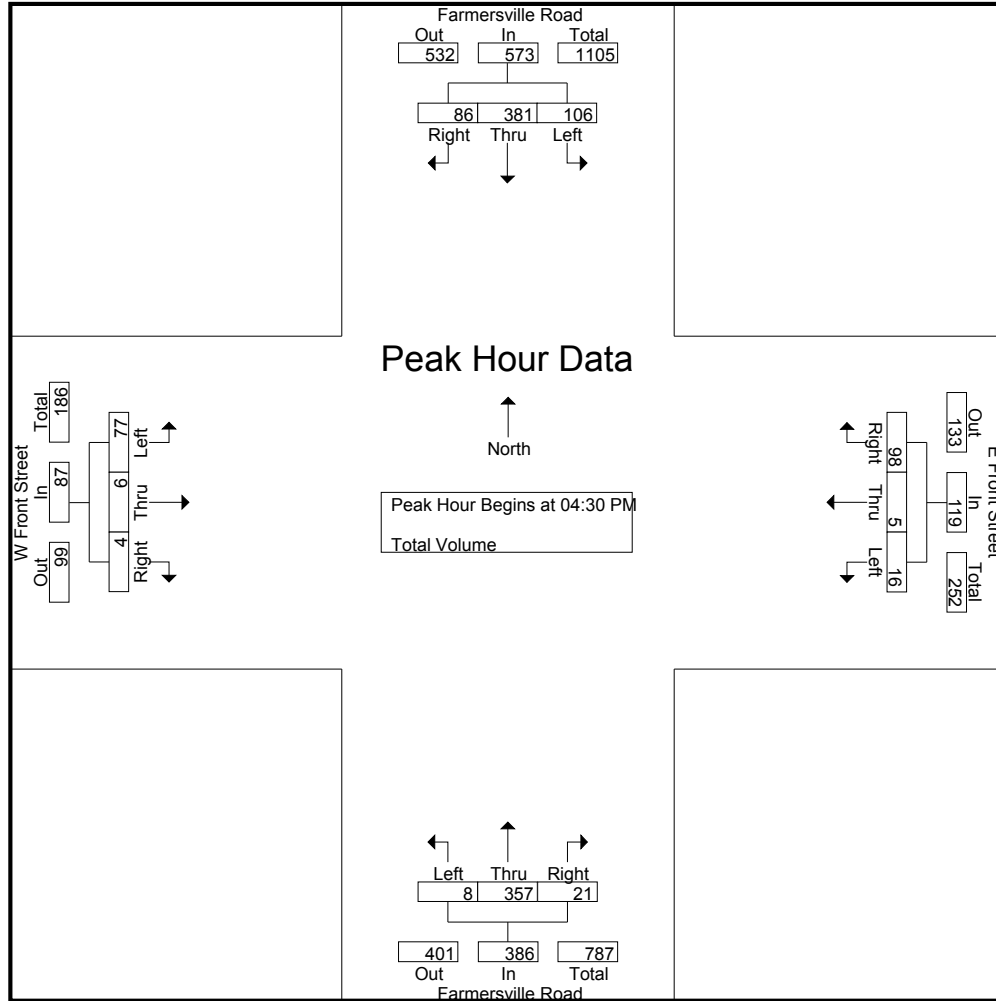 Farmersville Road
Out In Total
532 573 1105
86 381 106
Right Thru Left
Peak Hour Data
North
Peak Hour Begins at 04:30 PM
Total Volume
W Front Street
Out In Total
99 87 186
Right Thru Left
4 6 77
E Front Street
Out In Total
133 119 252
98 5 16
Right Thru Left
Left Thru Right
8 357 21
401 386 787
Out In Total
Farmersville Road